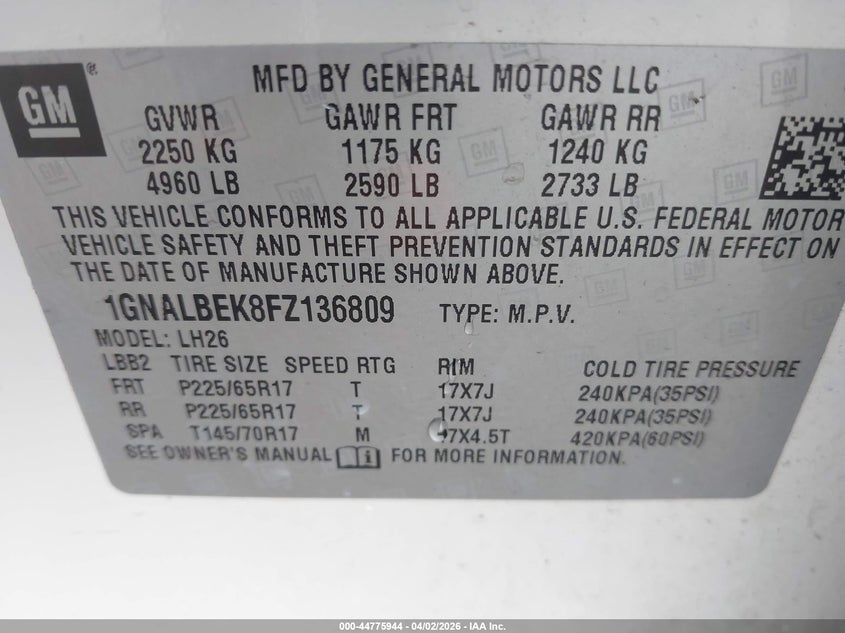 GM
MFD BY GENERAL MOTORS LLC
GVWR GAWR FRT GAWR RR
2250 KG 1175 KG 1240 KG
4960 LB 2590 LB 2733 LB
THIS VEHICLE CONFORMS TO ALL APPLICABLE U.S. FEDERAL MOTOR
VEHICLE SAFETY AND THEFT PREVENTION STANDARDS IN EFFECT ON
THE DATE OF MANUFACTURE SHOWN ABOVE.
1GNALBEK8FZ136809 TYPE: M.P.V.
MODEL: LH26
LBB2 TIRE SIZE SPEED RTG RIM COLD TIRE PRESSURE
FRT P225/65R17 T 17X7J 240KPA(35PSI)
RR P225/65R17 T 17X7J 240KPA(35PSI)
SPA T145/70R17 M 17X4.5T 420KPA(60PSI)
SEE OWNER'S MANUAL FOR MORE INFORMATION.
000-44775944 - 04/02/2026 - IAA Inc.